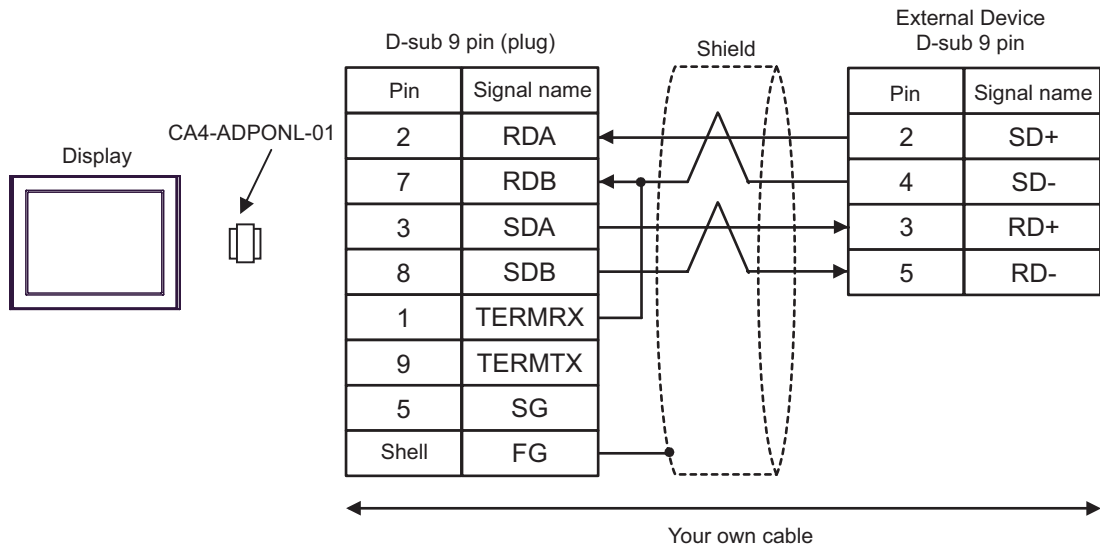 External Device
D-sub 9 pin (plug) Shield D-sub 9 pin
Pin Signal name Pin Signal name
CA4-ADPONL-01 2 RDA 2 SD+
Display 7 RDB 4 SD-
3 SDA 3 RD+
8 SDB 5 RD-
1 TERMRX
9 TERMTX
5 SG
Shell FG
Your own cable